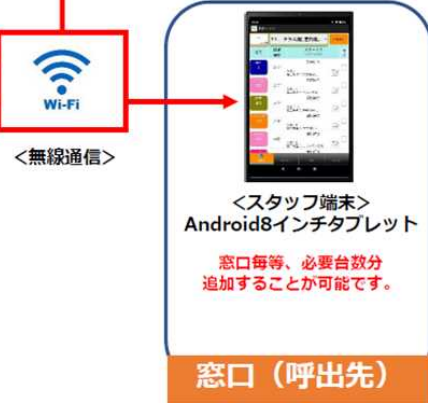 Wi-Fi
<無線通信>
<スタッフ端末>
Android8インチタブレット
窓口毎等、必要台数分
追加することが可能です。
窓口（呼出先）